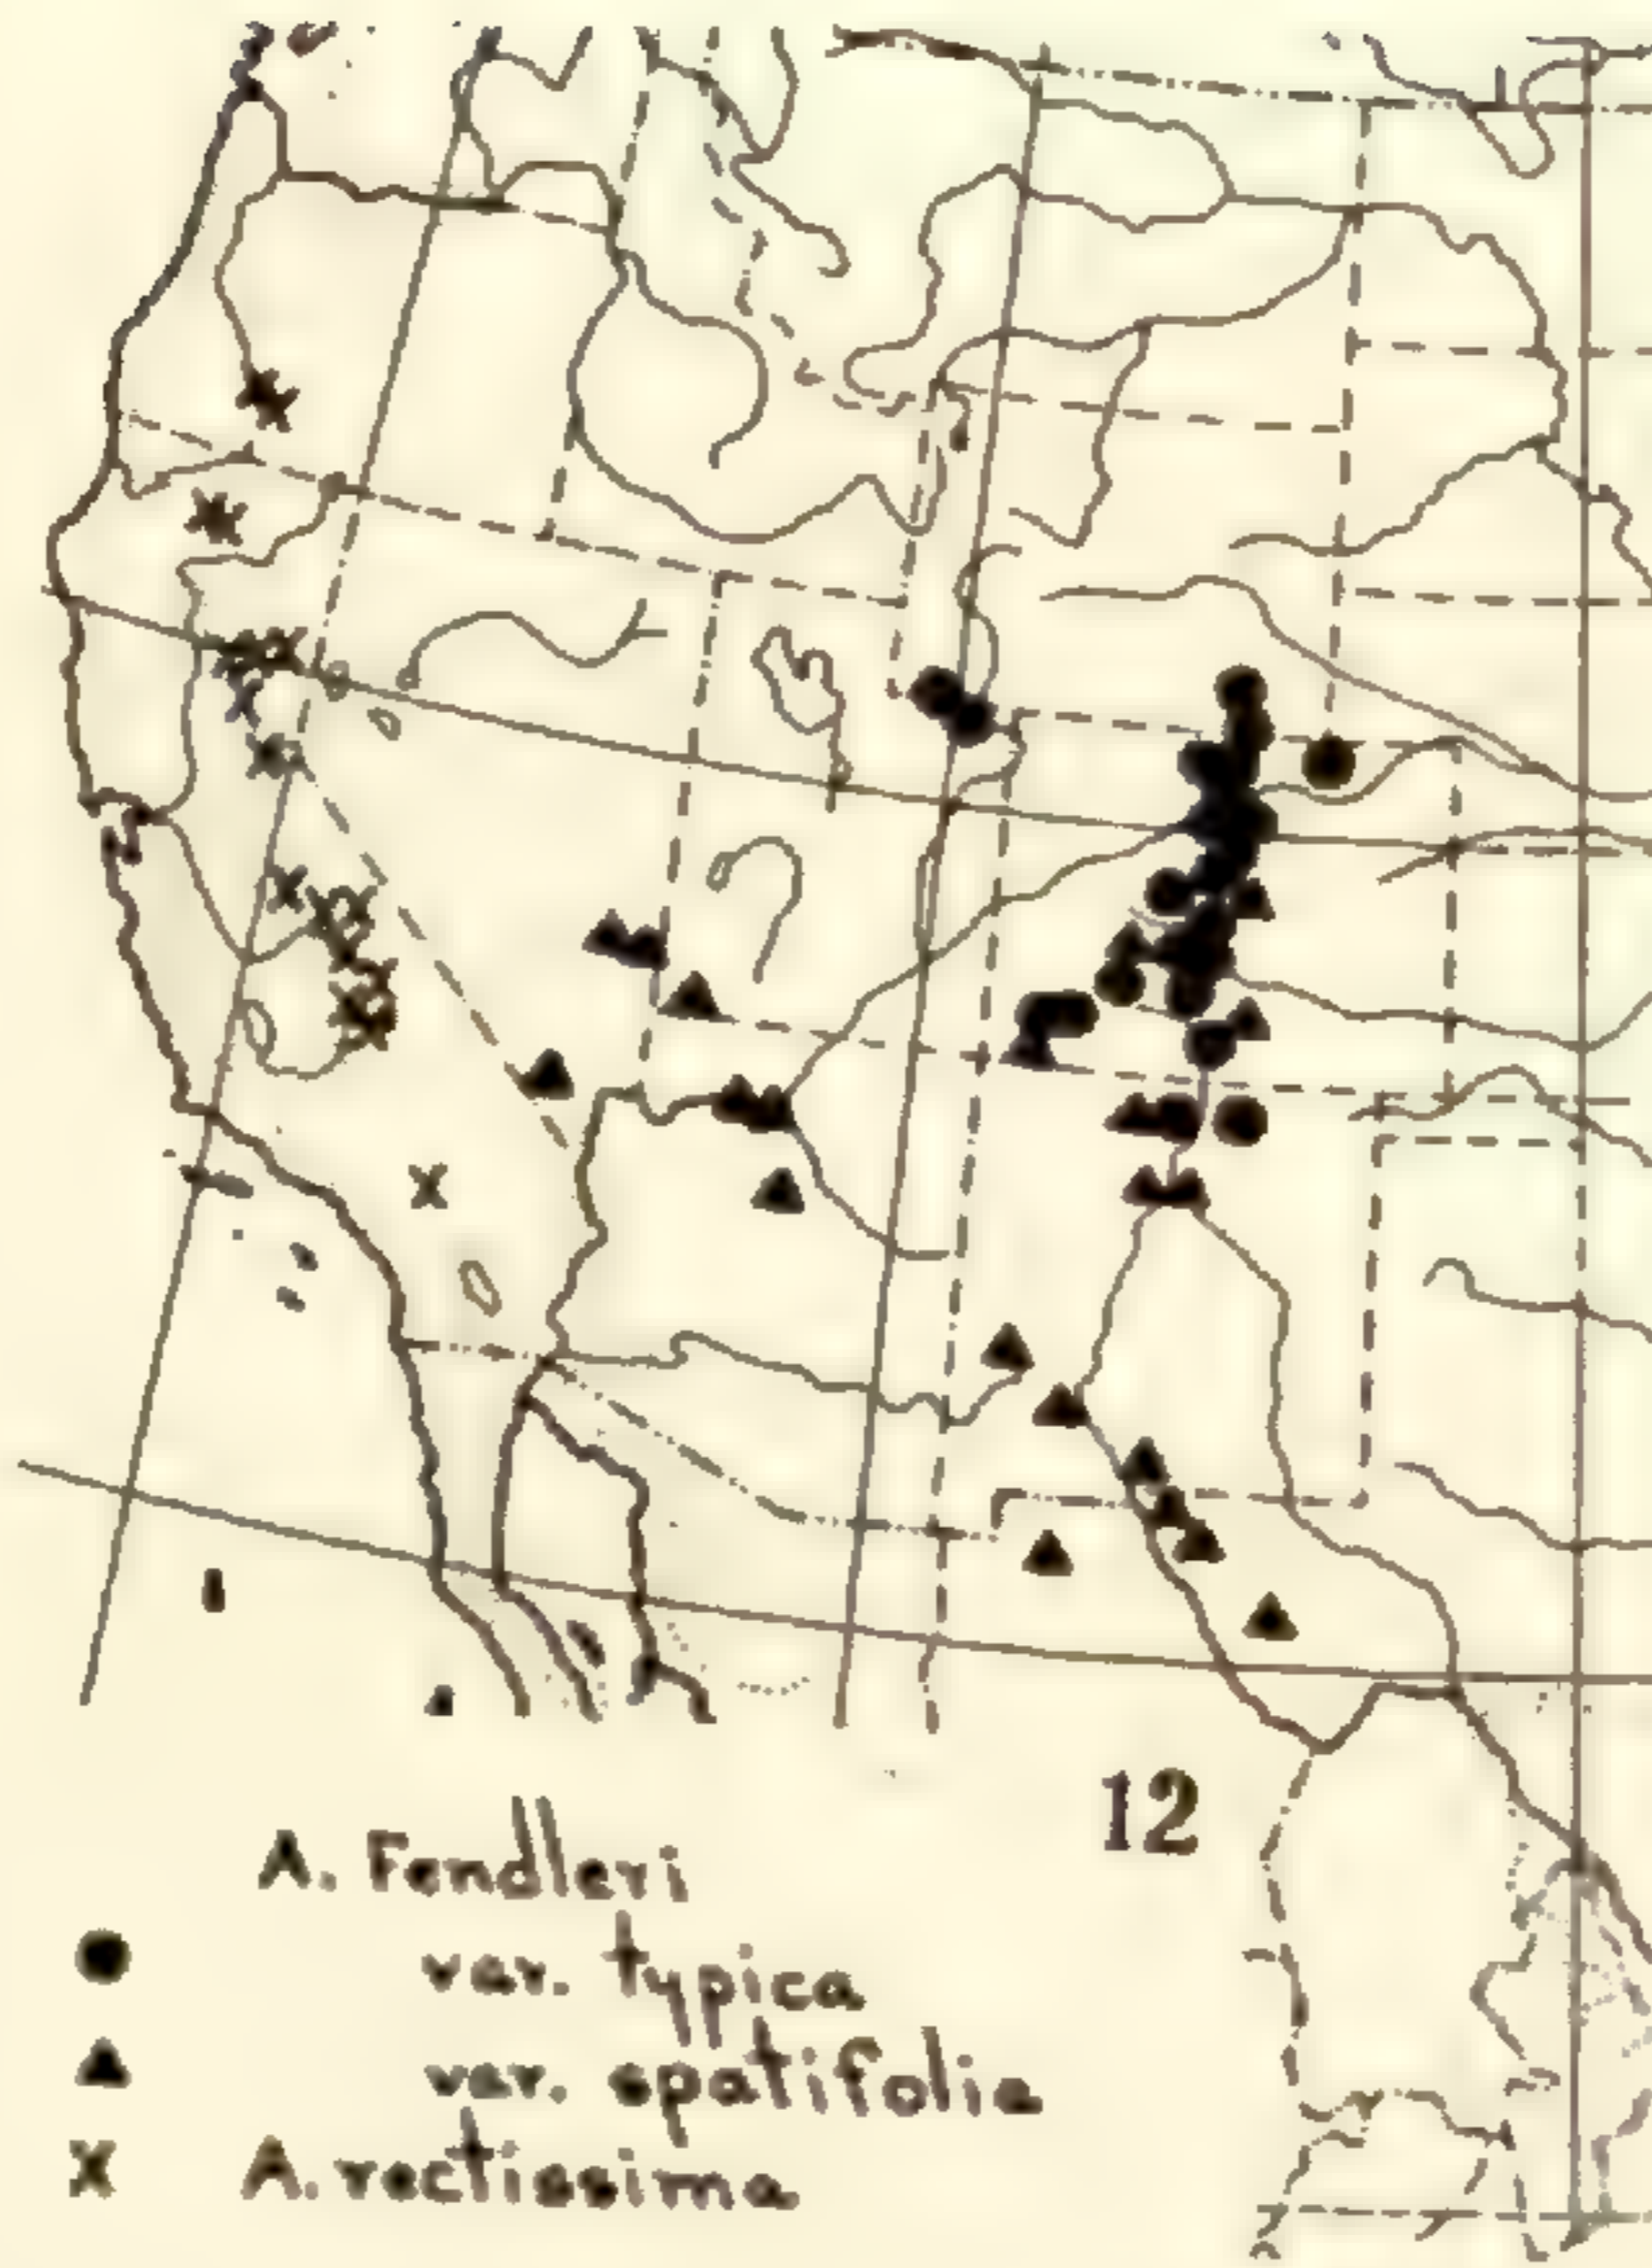 12
A. Fendleri
var. typica
var. spatifolia
A. rectissima